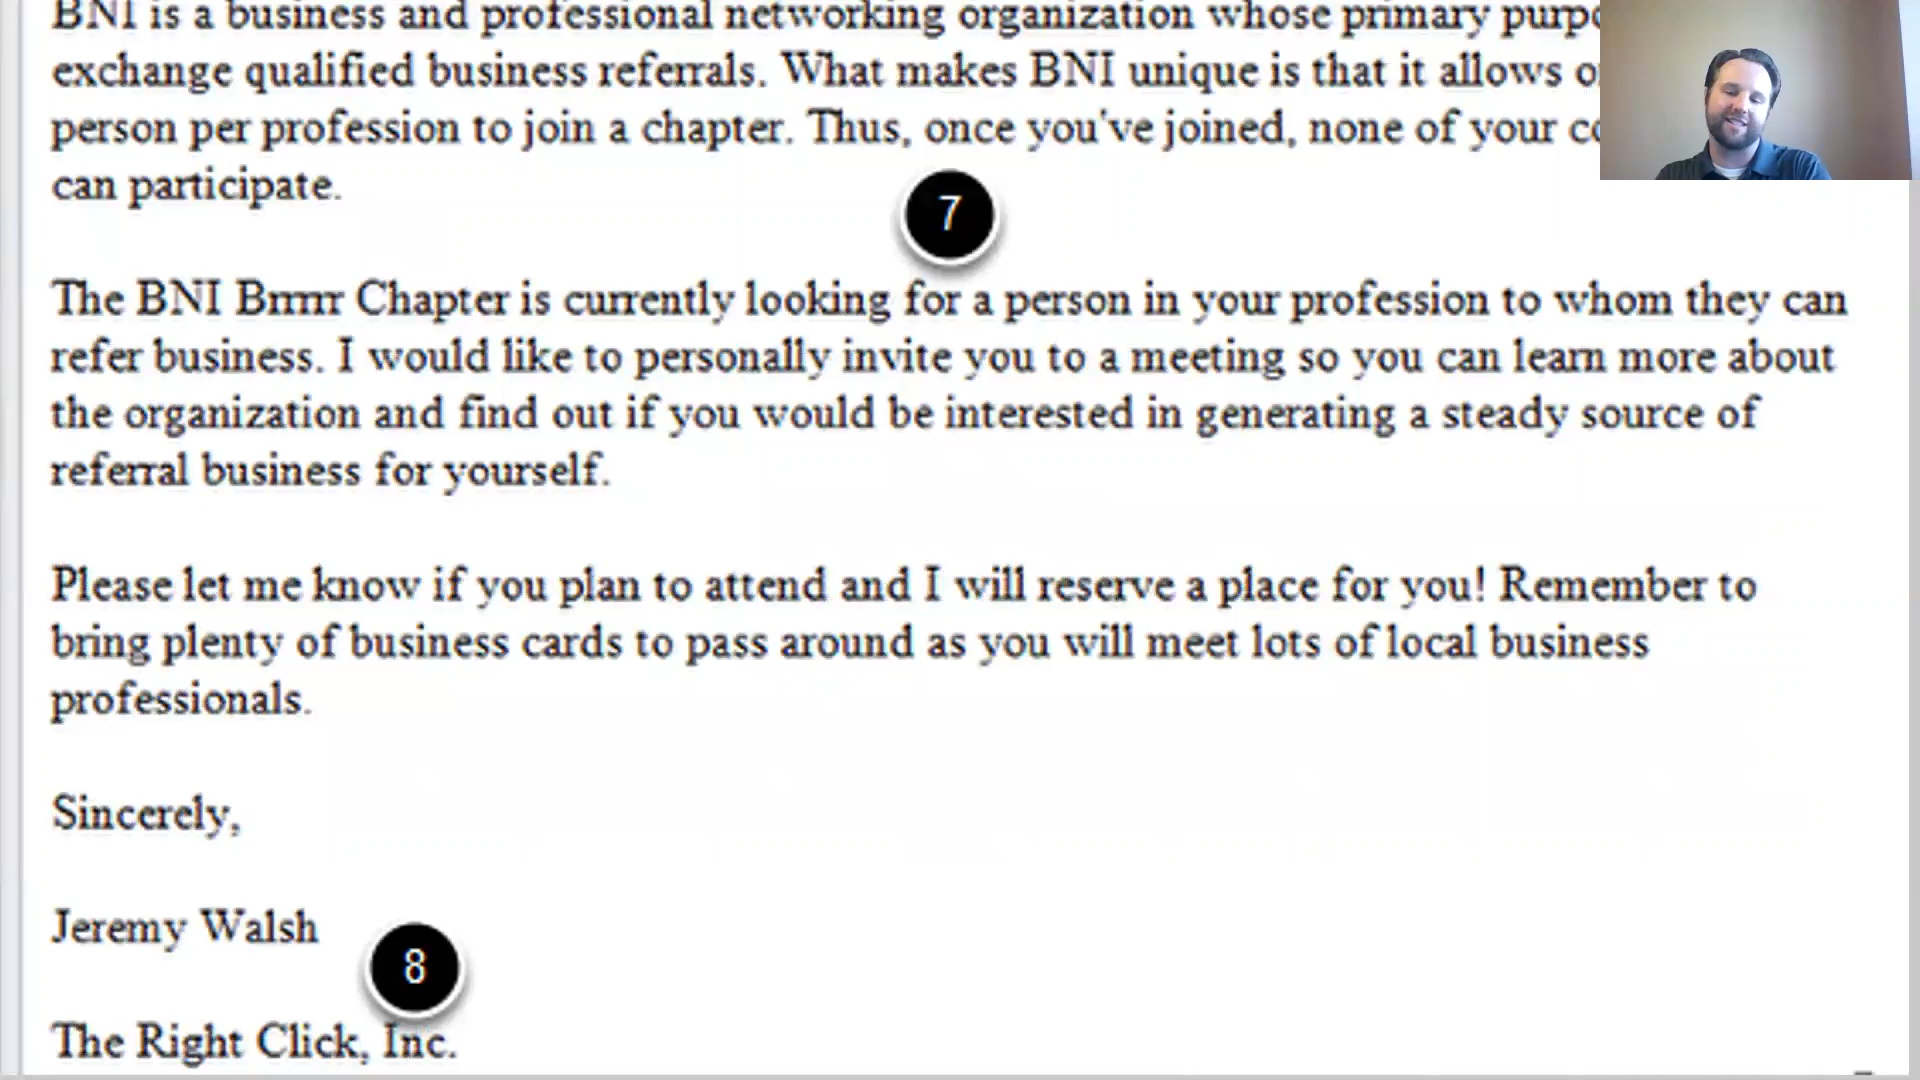 BNI is a business and professional networking organization whose primary
exchange qualified business referrals. What makes BNI unique is that it allows
person per profession to join a chapter. Thus, once you've joined, none of your
can participate.
7
The BNI Brrrrr Chapter is currently looking for a person in your profession to whom they can
refer business. I would like to personally invite you to a meeting so you can learn more about
the organization and find out if you would be interested in generating a steady source of
referral business for yourself.
Please let me know if you plan to attend and I will reserve a place for you! Remember to
bring plenty of business cards to pass around as you will meet lots of local business
professionals.
Sincerely,
Jeremy Walsh
8
The Right Click, Inc.